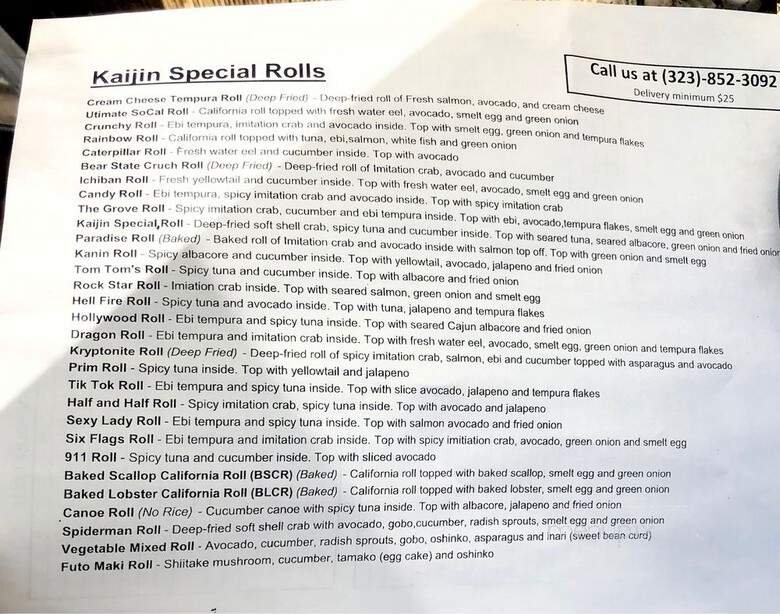 Kaijin Special Rolls
Call us at (323)-852-3092
Delivery minimum $25
Cream Cheese Tempura Roll (Deep Fried) - Deep-fried roll of Fresh salmon, avocado, and cream cheese
Utimate SoCal Roll - California roll topped with fresh water eel, avocado, smelt egg and green onion
Crunchy Roll - Ebi tempura, imitation crab and avocado inside. Top with smelt egg, green onion and tempura flakes
Rainbow Roll - California roll topped with tuna, ebi,salmon, white fish and green onion
Caterpillar Roll - Fresh water eel and cucumber inside. Top with avocado
Bear State Cruch Roll (Deep Fried) - Deep-fried roll of Imitation crab, avocado and cucumber
Ichiban Roll - Fresh yellowtail and cucumber inside. Top with fresh water eel, avocado, smelt egg and green onion
Candy Roll - Ebi tempura, spicy imitation crab and avocado inside. Top with spicy imitation crab
The Grove Roll - Spicy imitation crab, cucumber and ebi tempura inside. Top with ebi, avocado,tempura flakes, smelt egg and green onion
Kaijin Special Roll - Deep-fried soft shell crab, spicy tuna and cucumber inside. Top with seared tuna, seared albacore, green onion and fried onion
Paradise Roll (Baked) - Baked roll of Imitation crab and avocado inside with salmon top off. Top with green onion and smelt egg
Kanin Roll - Spicy albacore and cucumber inside. Top with yellowtail, avocado, jalapeno and fried onion
Tom Tom's Roll - Spicy tuna and cucumber inside. Top with albacore and fried onion
Rock Star Roll - Imiation crab inside. Top with seared salmon, green onion and smelt egg
Hell Fire Roll - Spicy tuna and avocado inside. Top with tuna, jalapeno and tempura flakes
Hollywood Roll - Ebi tempura and spicy tuna inside. Top with seared Cajun albacore and fried onion
Dragon Roll - Ebi tempura and imitation crab inside. Top with fresh water eel, avocado, smelt egg, green onion and tempura flakes
Kryptonite Roll (Deep Fried) - Deep-fried roll of spicy imitation crab, salmon, ebi and cucumber topped with asparagus and avocado
Prim Roll - Spicy tuna inside. Top with yellowtail and jalapeno
Tik Tok Roll - Ebi tempura and spicy tuna inside. Top with slice avocado, jalapeno and tempura flakes
Half and Half Roll - Spicy imitation crab, spicy tuna inside. Top with avocado and jalapeno
Sexy Lady Roll - Ebi tempura and spicy tuna inside. Top with salmon avocado and fried onion
Six Flags Roll - Ebi tempura and imitation crab inside. Top with spicy imitiation crab, avocado, green onion and smelt egg
911 Roll - Spicy tuna and cucumber inside. Top with sliced avocado
Baked Scallop California Roll (BSCR) (Baked) - California roll topped with baked scallop, smelt egg and green onion
Baked Lobster California Roll (BLCR) (Baked) - California roll topped with baked lobster, smelt egg and green onion
Canoe Roll (No Rice) - Cucumber canoe with spicy tuna inside. Top with albacore, jalapeno and fried onion
Spiderman Roll - Deep-fried soft shell crab with avocado, gobo,cucumber, radish sprouts, smelt egg and green onion
Vegetable Mixed Roll - Avocado, cucumber, radish sprouts, gobo, oshinko, asparagus and inari (sweet bean curd)
Futo Maki Roll - Shiitake mushroom, cucumber, tamako (egg cake) and oshinko